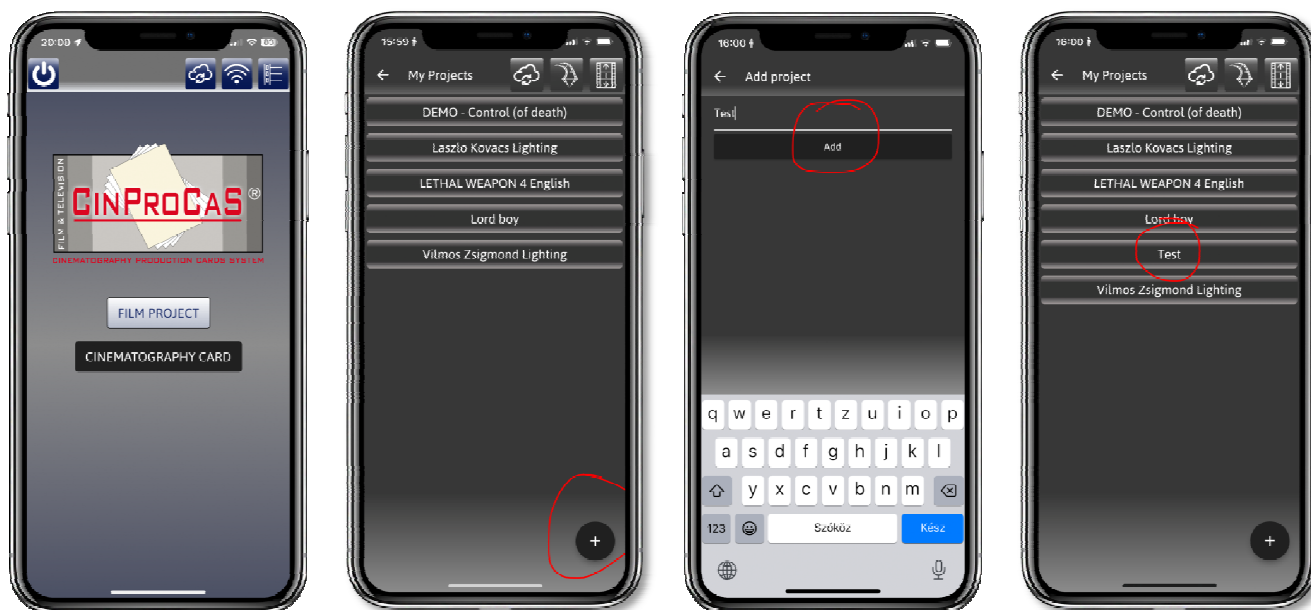 20:00
FILM & TELEVISION
CINPROCAS®
CINEMATOGRAPHY PRODUCTION CARDS SYSTEM
FILM PROJECT
CINEMATOGRAPHY CARD
15:59
My Projects
DEMO - Control (of death)
Laszlo Kovacs Lighting
LETHAL WEAPON 4 English
Lord boy
Vilmos Zsigmond Lighting
+
16:00
Add project
Test
Add
q w e r t z u i o p
a s d f g h j k l
y x c v b n m
123 Szóköz Kész
16:00
My Projects
DEMO - Control (of death)
Laszlo Kovacs Lighting
LETHAL WEAPON 4 English
Lord boy
Test
Vilmos Zsigmond Lighting
+